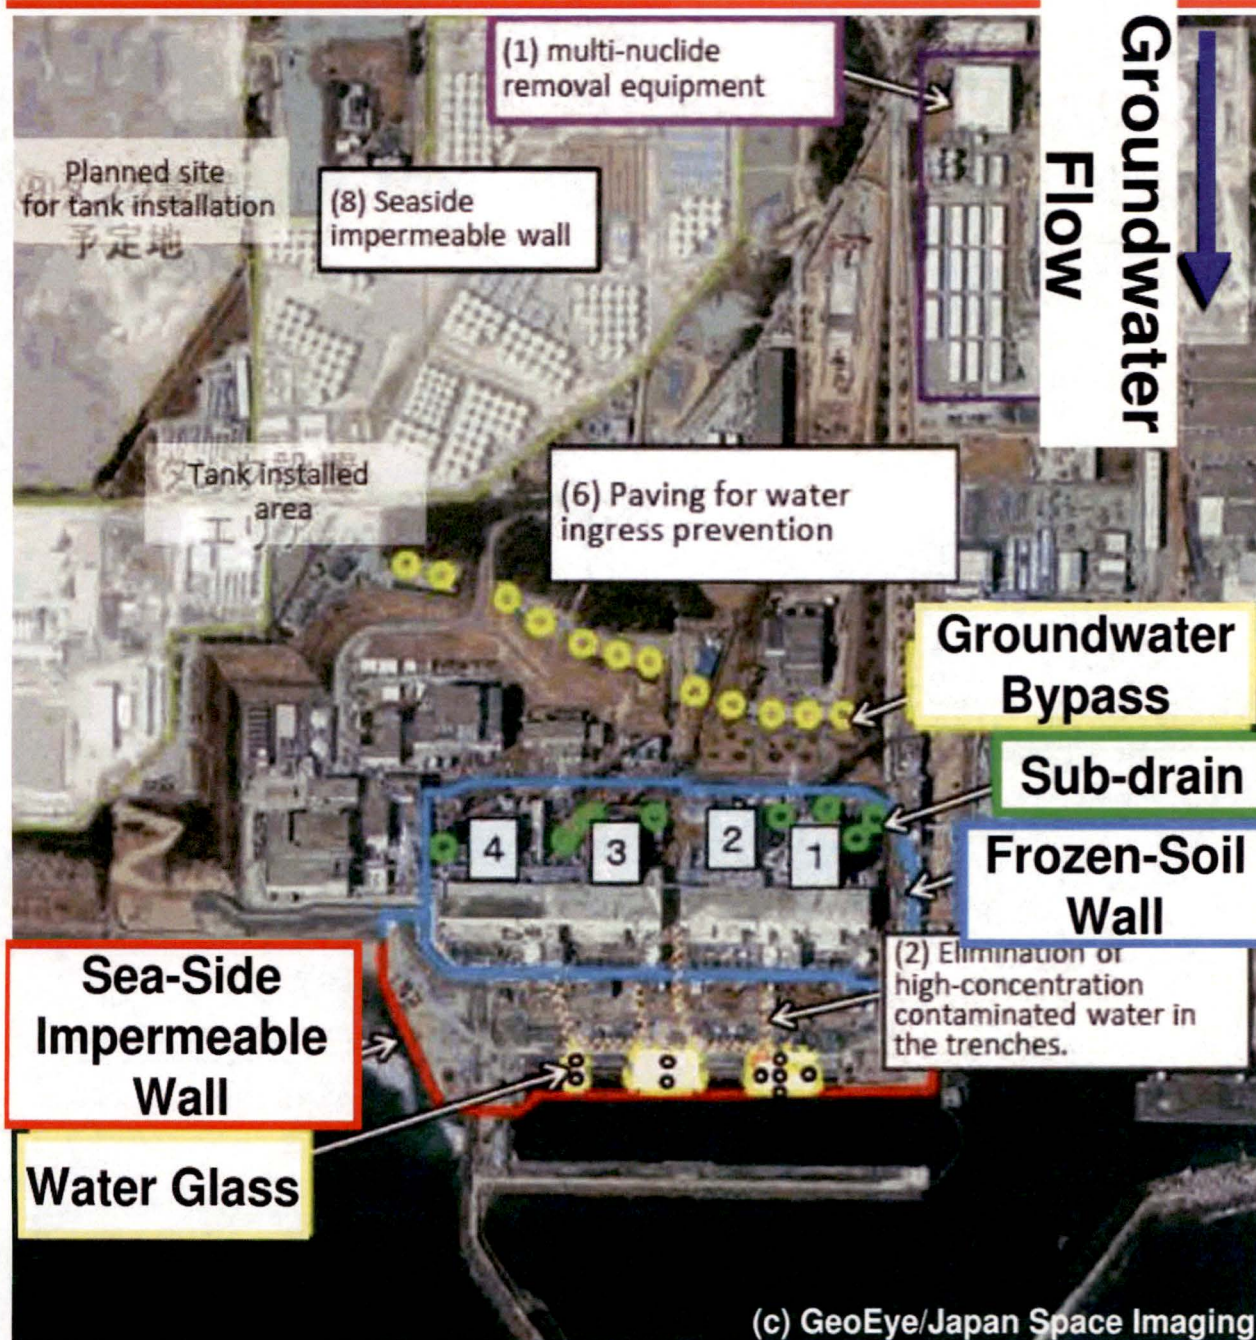 (1) multi-nuclide
removal equipment
Groundwater
Flow
Planned site
for tank installation
予定地
(8) Seaside
impermeable wall
Tank installed
area
エリア
(6) Paving for water
ingress prevention
Groundwater
Bypass
Sub-drain
4
3
2
1
Frozen-Soil
Wall
(2) Elimination of
high-concentration
contaminated water in
the trenches.
Sea-Side
Impermeable
Wall
Water Glass
(c) GeoEye/Japan Space Imaging